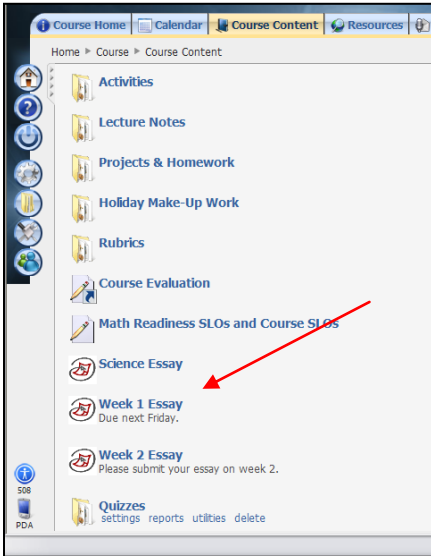 Course Home Calendar Course Content Resources
Home Course Course Content
Activities
Lecture Notes
Projects & Homework
Holiday Make-Up Work
Rubrics
Course Evaluation
Math Readiness SLOs and Course SLOs
Science Essay
Week 1 Essay
Due next Friday.
Week 2 Essay
Please submit your essay on week 2.
Quizzes
settings reports utilities delete
508
PDA